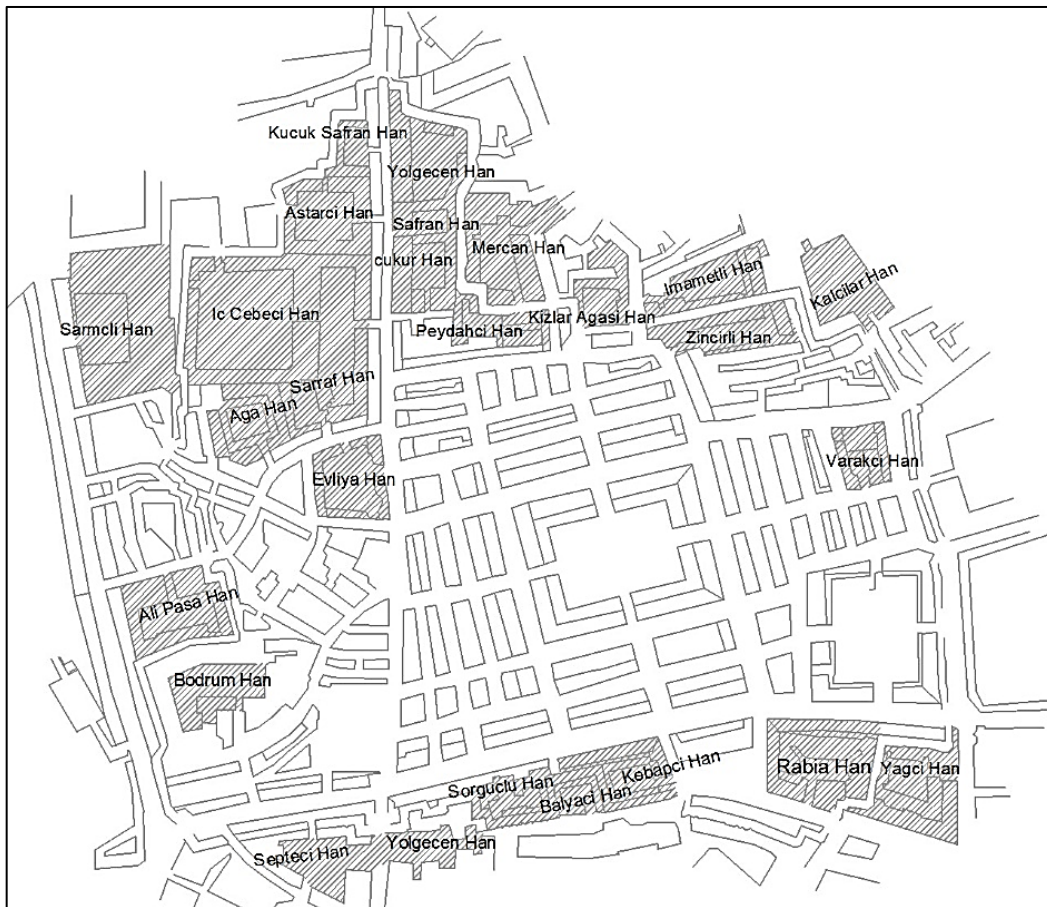 Kucuk Safran Han
Yolgecen Han
Astarci Han
Safran Han
Mercan Han
cukur Han
Imametli Han
Kalcilar Han
Ic Cebeci Han
Kizlar Agasi Han
Sarmcli Han
Peydahci Han
Zincirli Han
Sarraf Han
Aga Han
Evliya Han
Varakci Han
Ali Pasa Han
Bodrum Han
Kebapci Han
Rabia Han
Yagci Han
Sorguclu Han
Balyaci Han
Yolgecen Han
Septeci Han